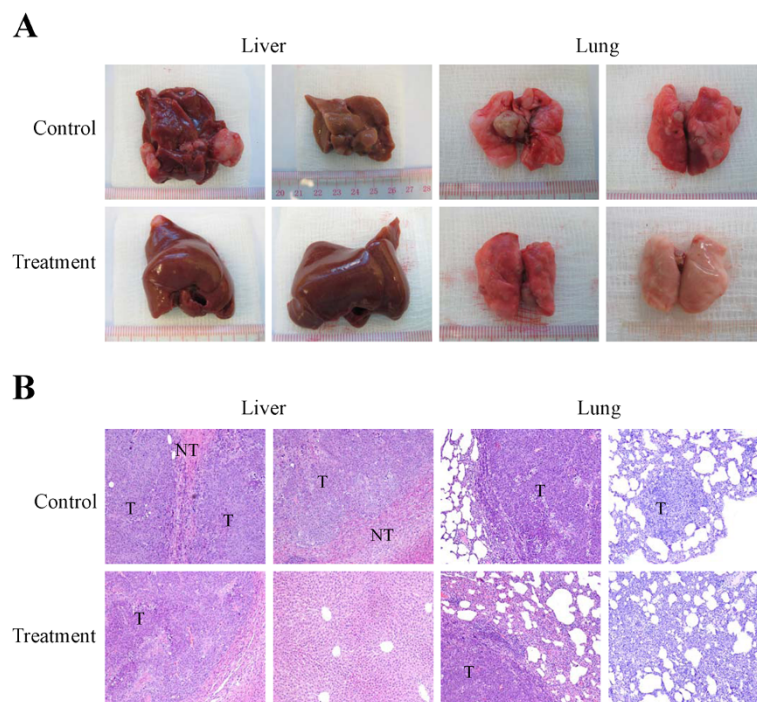 A
Liver Lung
Control
20 21 22 23 24 25 26 27 28
Treatment
B
Liver Lung
Control
NT
T T
T
NT
T
T
Treatment
T
T